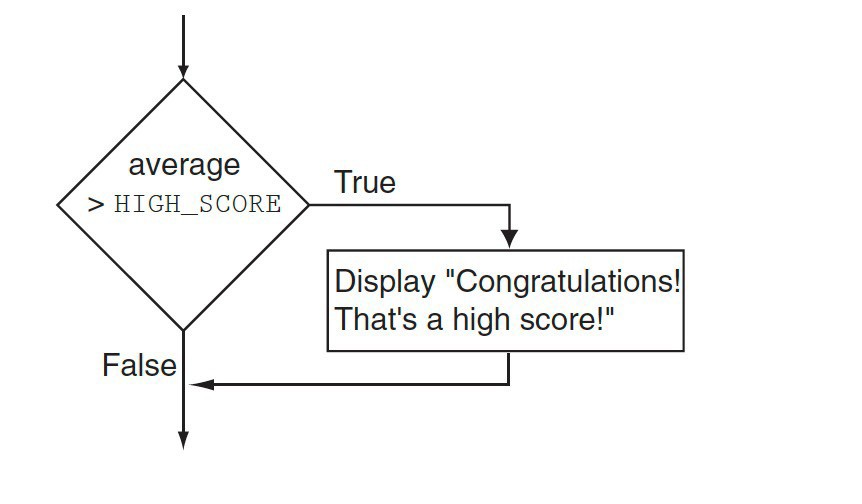 average
> HIGH_SCORE
True
Display "Congratulations!
That's a high score!"
False